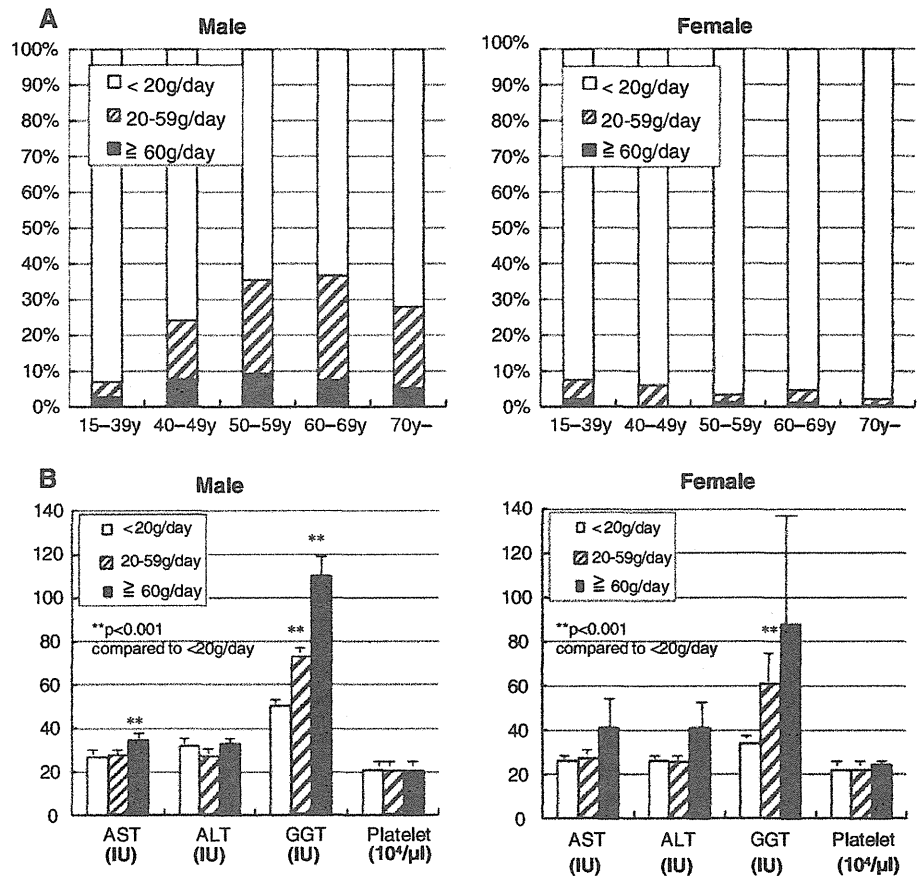 A
Male
100%
90%
80%
70%
60%
50%
40%
30%
20%
10%
0%
< 20g/day
20-59g/day
≧ 60g/day
15–39y 40–49y 50–59y 60–69y 70y–
Female
100%
90%
80%
70%
60%
50%
40%
30%
20%
10%
0%
< 20g/day
20-59g/day
≧ 60g/day
15–39y 40–49y 50–59y 60–69y 70y–
B
Male
140
120
100
80
60
40
20
0
<20g/day
20-59g/day
≧ 60g/day
**p<0.001
compared to <20g/day
**
**
**
AST ALT GGT Platelet
(IU) (IU) (IU) (10⁴/μl)
Female
140
120
100
80
60
40
20
0
<20g/day
20-59g/day
≧ 60g/day
**p<0.001
compared to <20g/day
**
AST ALT GGT Platelet
(IU) (IU) (IU) (10⁴/μl)